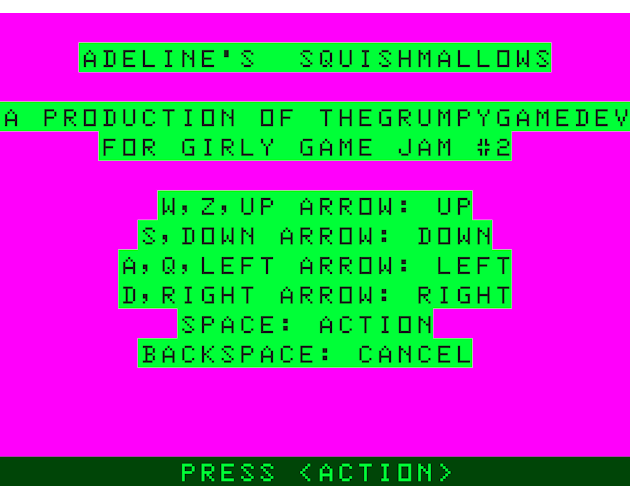 ADELINE'S  SQUISHMALLOWS
A PRODUCTION OF THEGRUMPYGAMEDEV
FOR GIRLY GAME JAM #2
W,Z,UP ARROW: UP
S,DOWN ARROW: DOWN
A,Q,LEFT ARROW: LEFT
D,RIGHT ARROW: RIGHT
SPACE: ACTION
BACKSPACE: CANCEL
PRESS <ACTION>